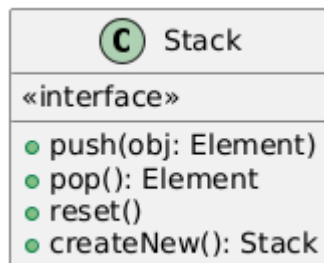 C Stack
«interface»
push(obj: Element)
pop(): Element
reset()
createNew(): Stack